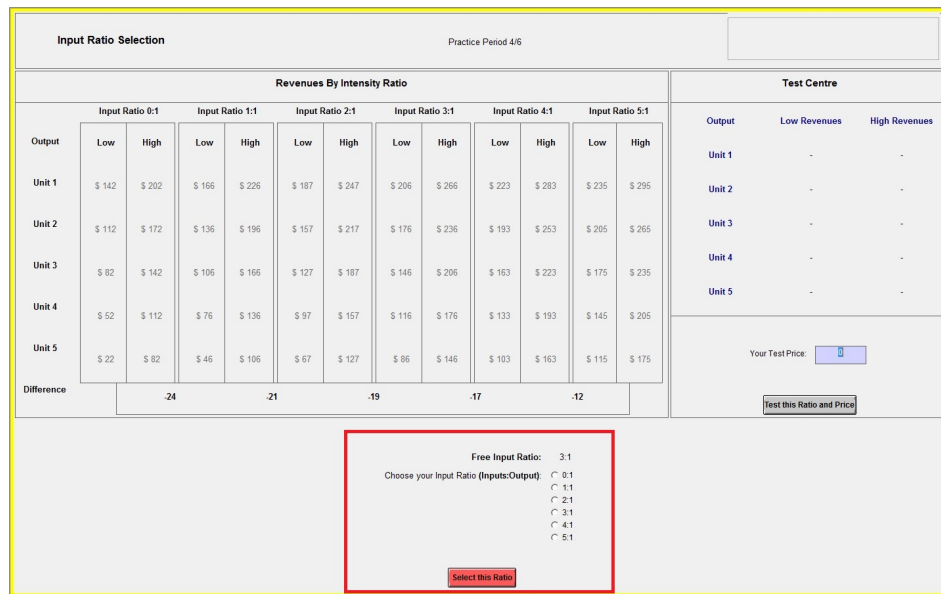 Input Ratio Selection
Practice Period 4/6
Revenues By Intensity Ratio
Input Ratio 0:1 Input Ratio 1:1 Input Ratio 2:1 Input Ratio 3:1 Input Ratio 4:1 Input Ratio 5:1
Output Low High Low High Low High Low High Low High Low High
Unit 1 $ 142 $ 202 $ 166 $ 226 $ 187 $ 247 $ 206 $ 266 $ 223 $ 283 $ 235 $ 295
Unit 2 $ 112 $ 172 $ 136 $ 196 $ 157 $ 217 $ 176 $ 236 $ 193 $ 253 $ 205 $ 265
Unit 3 $ 82 $ 142 $ 106 $ 166 $ 127 $ 187 $ 146 $ 206 $ 163 $ 223 $ 175 $ 235
Unit 4 $ 52 $ 112 $ 76 $ 136 $ 97 $ 157 $ 116 $ 176 $ 133 $ 193 $ 145 $ 205
Unit 5 $ 22 $ 82 $ 46 $ 106 $ 67 $ 127 $ 86 $ 146 $ 103 $ 163 $ 115 $ 175
Difference -24 -21 -19 -17 -12
Test Centre
Output Low Revenues High Revenues
Unit 1 - -
Unit 2 - -
Unit 3 - -
Unit 4 - -
Unit 5 - -
Your Test Price: 0
Test this Ratio and Price
Free Input Ratio: 3:1
Choose your Input Ratio (Inputs:Output): 0:1
1:1
2:1
3:1
4:1
5:1
Select this Ratio